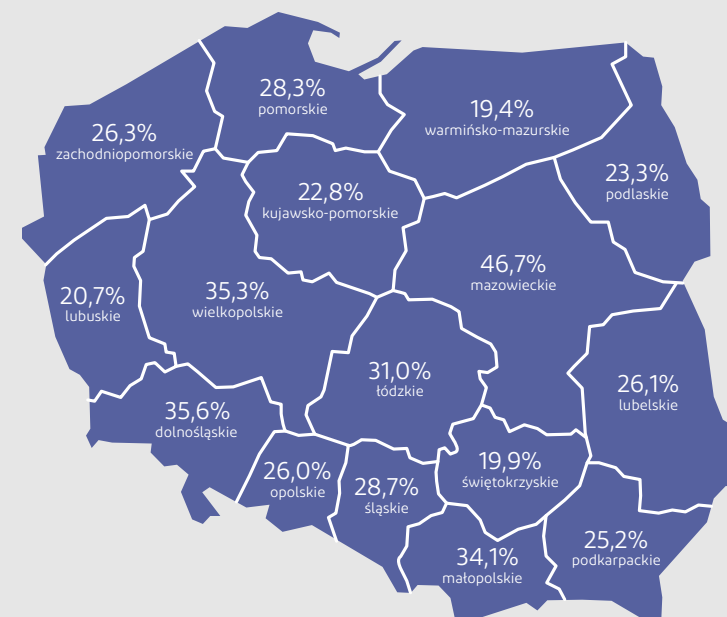 28,3%
pomorskie
19,4%
warmińsko-mazurskie
26,3%
zachodniopomorskie
23,3%
podlaskie
22,8%
kujawsko-pomorskie
46,7%
mazowieckie
20,7%
lubuskie
35,3%
wielkopolskie
31,0%
łódzkie
26,1%
lubelskie
35,6%
dolnośląskie
26,0%
opolskie
28,7%
śląskie
19,9%
świętokrzyskie
34,1%
małopolskie
25,2%
podkarpackie